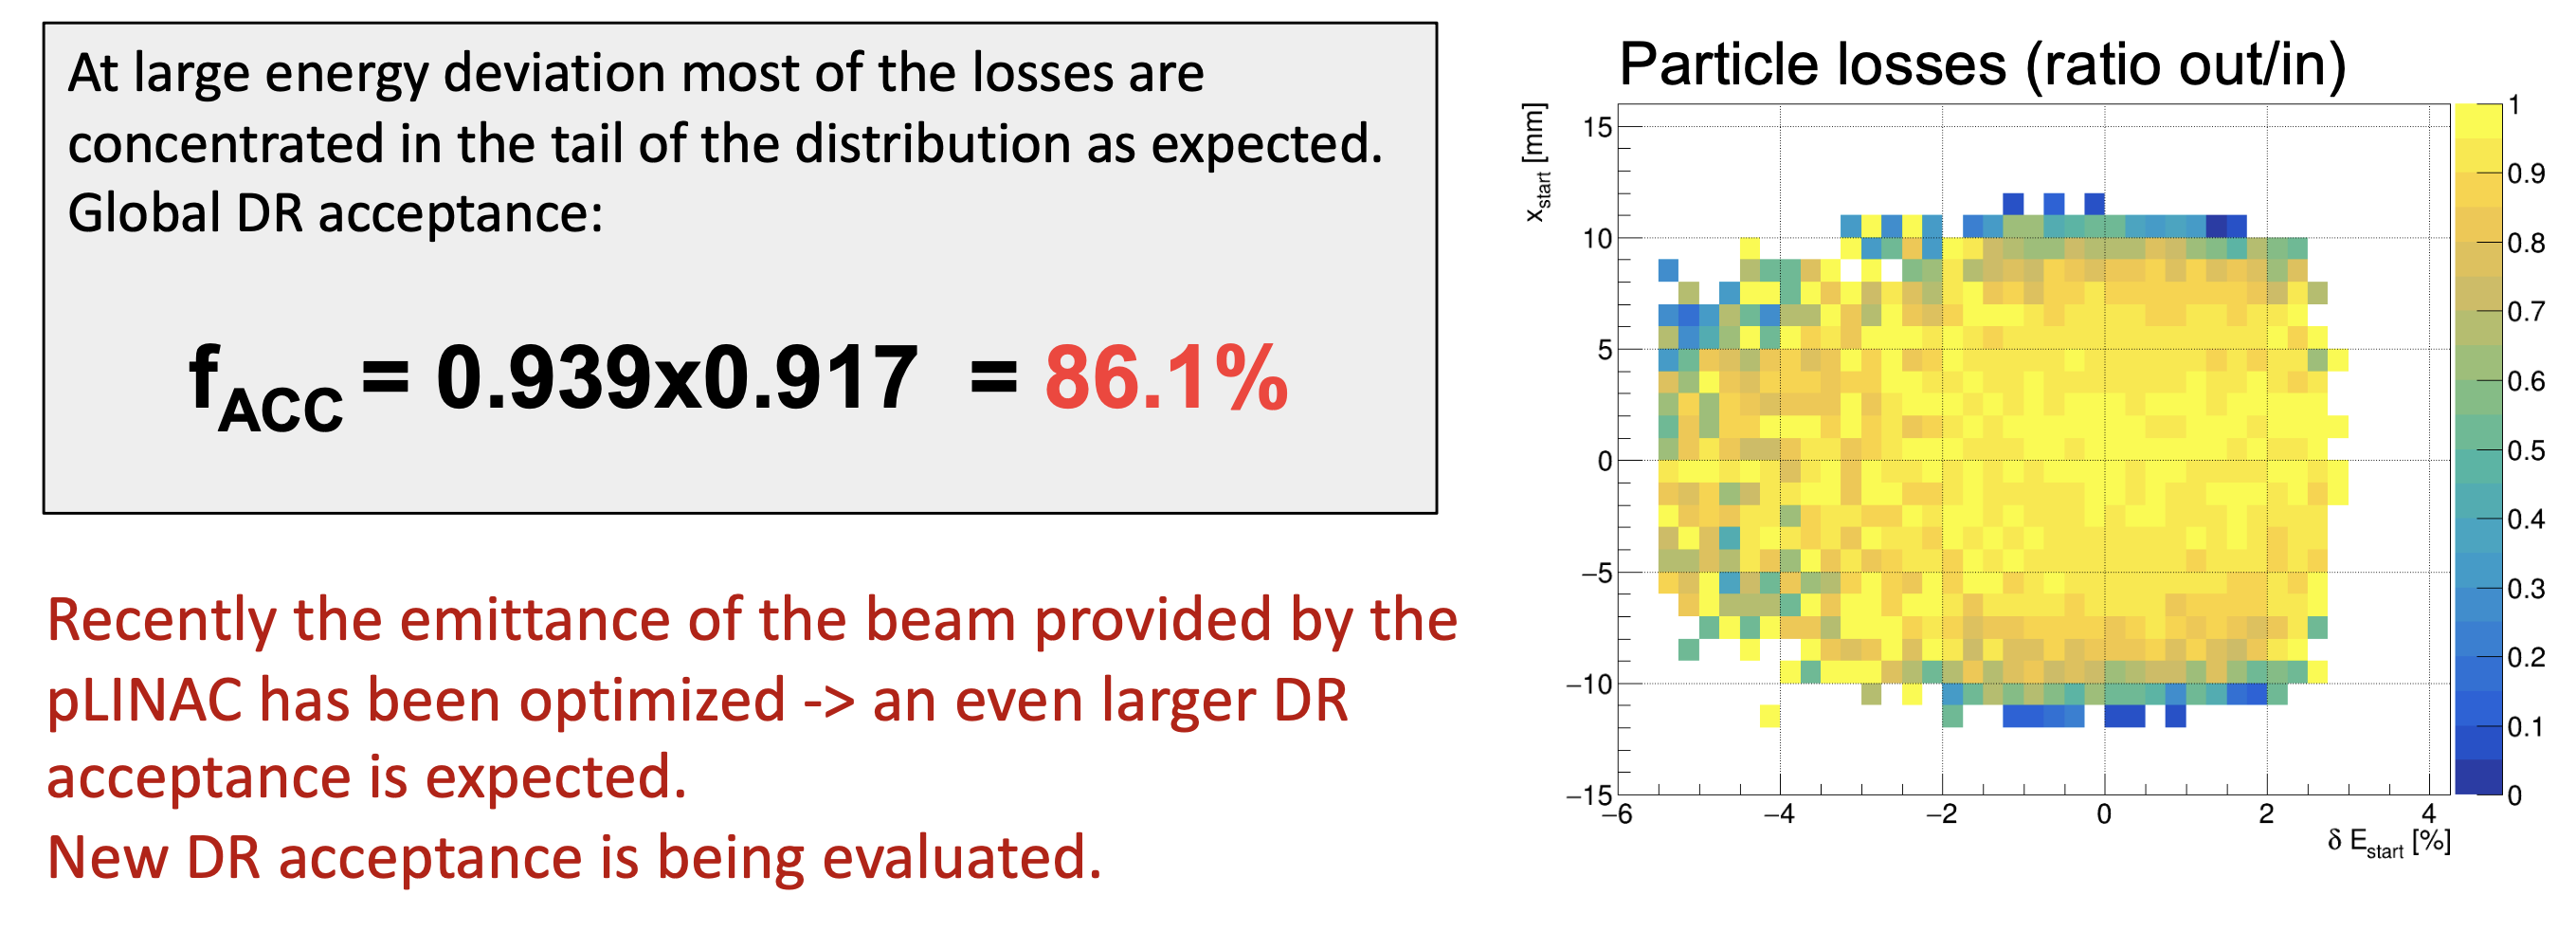 At large energy deviation most of the losses are
concentrated in the tail of the distribution as expected.
Global DR acceptance:
fACC = 0.939x0.917 = 86.1%
Recently the emittance of the beam provided by the
pLINAC has been optimized -> an even larger DR
acceptance is expected.
New DR acceptance is being evaluated.
Particle losses (ratio out/in)
xstart [mm]
15
10
5
0
−5
−10
−15
−6 −4 −2 0 2 4
δ Estart [%]
1
0.9
0.8
0.7
0.6
0.5
0.4
0.3
0.2
0.1
0